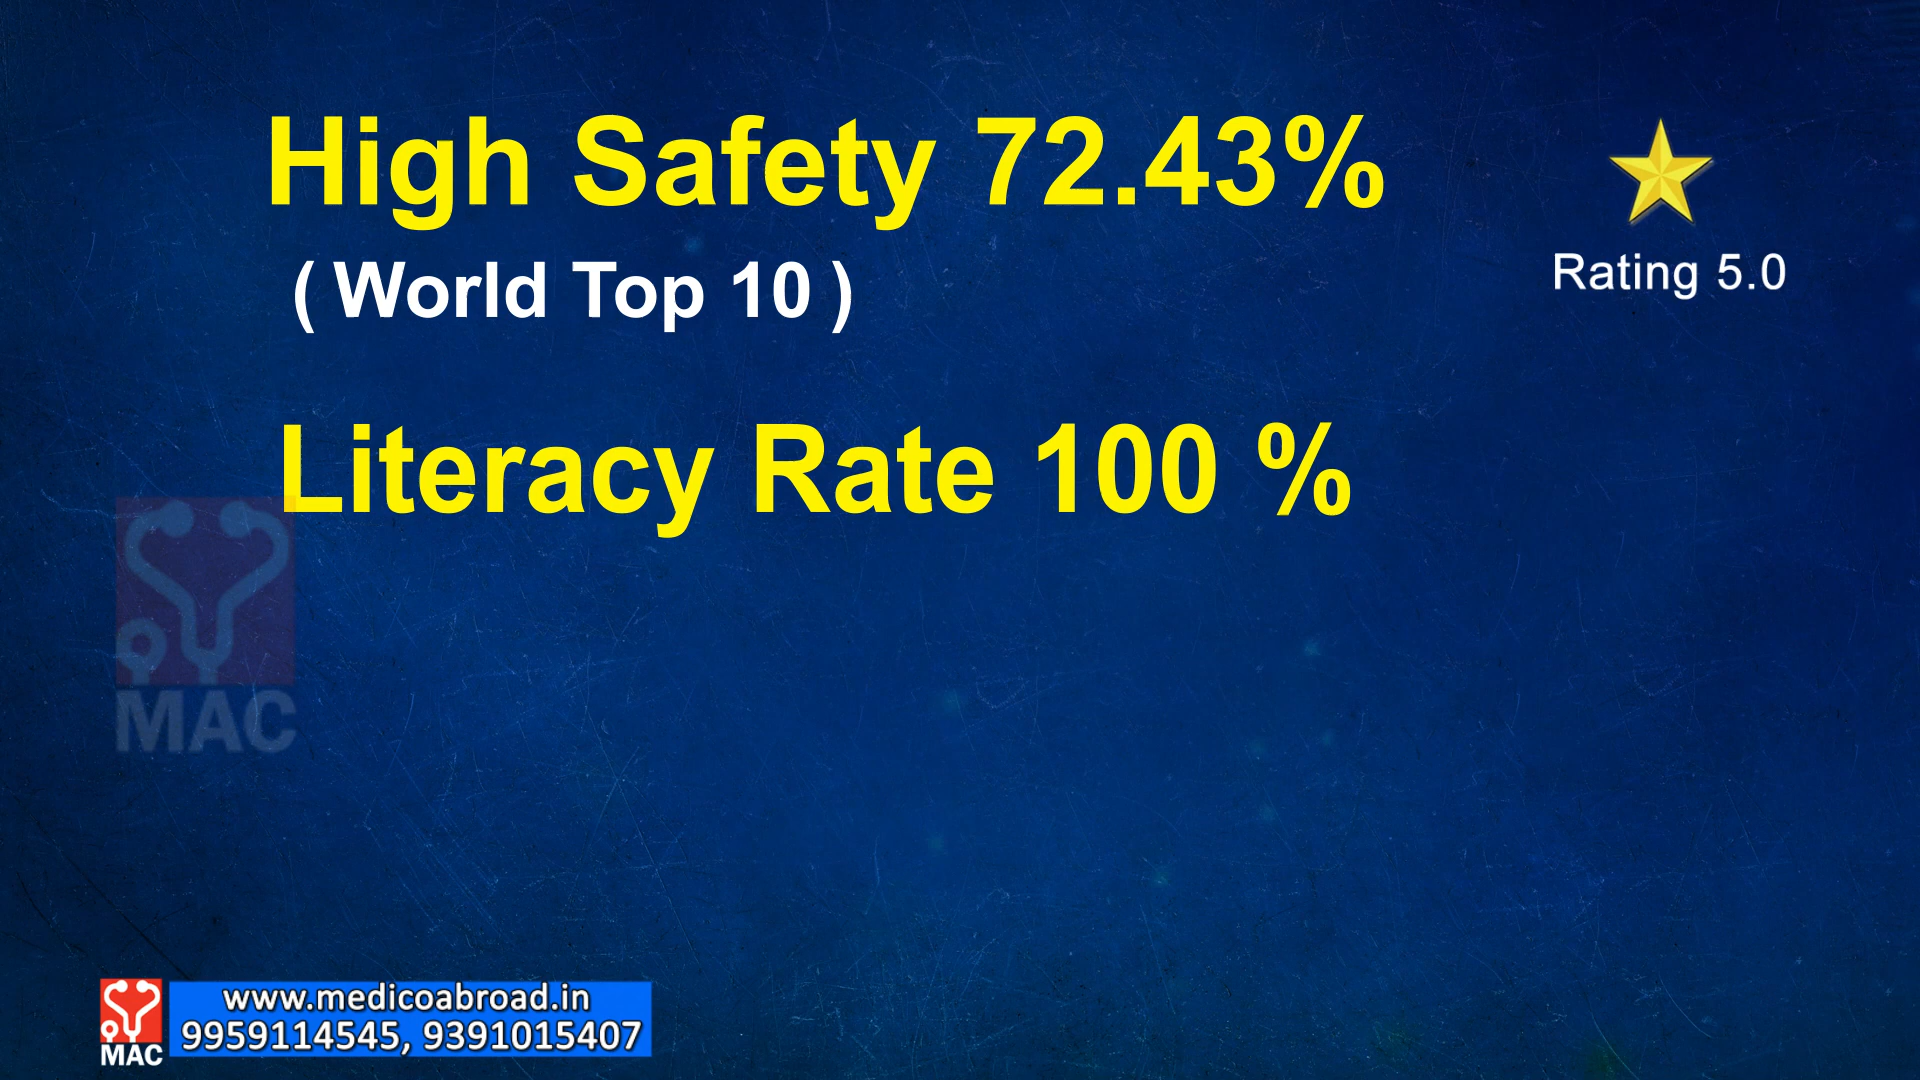 High Safety 72.43%
( World Top 10 )
Rating 5.0
Literacy Rate 100 %
MAC
www.medicoabroad.in
9959114545, 9391015407
MAC